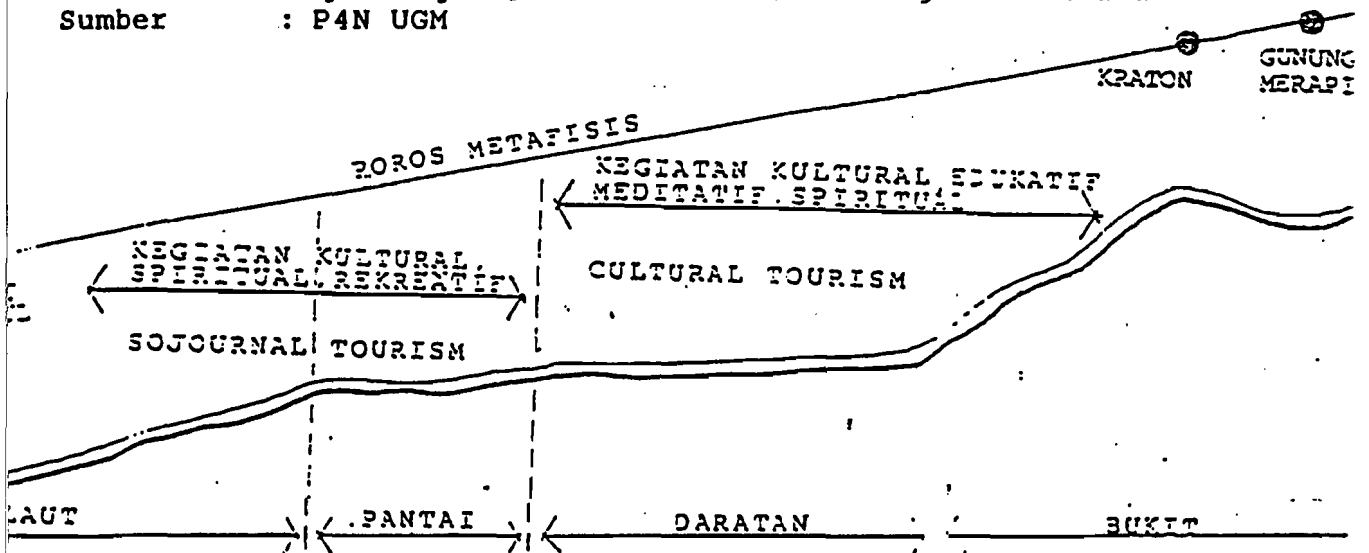 Sumber : P4N UGM
KRATON
GUNUNG
MERAPI
POROS METAFISIS
KEGIATAN KULTURAL EDUKATIF
MEDITATIF.SPIRITUAL
KEGIATAN KULTURAL
SPIRITUAL.REKREATIF
CULTURAL TOURISM
SOJOURNAL TOURISM
LAUT
PANTAI
DARATAN
BUKIT